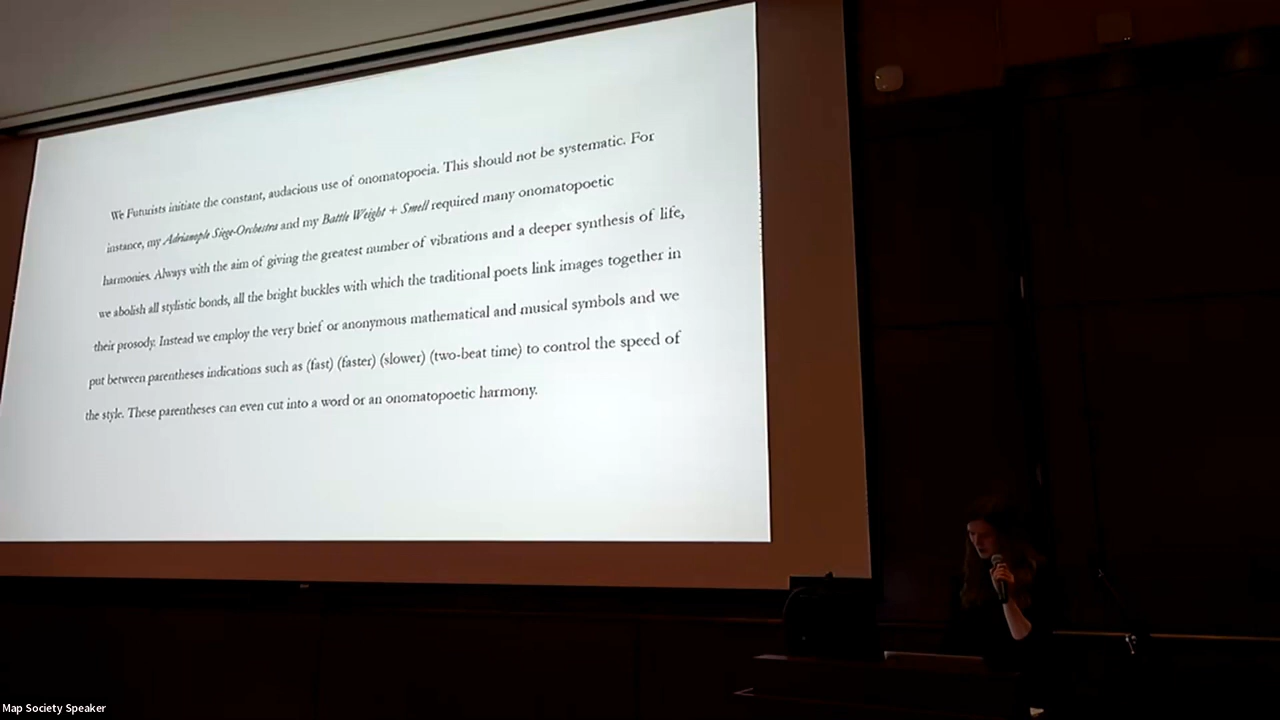 We Futurists initiate the constant, audacious use of onomatopoeia. This should not be systematic. For
instance, my Adrianople Siege-Orchestra and my Battle Weight + Smell required many onomatopoetic
harmonies. Always with the aim of giving the greatest number of vibrations and a deeper synthesis of life,
we abolish all stylistic bonds, all the bright buckles with which the traditional poets link images together in
their prosody. Instead we employ the very brief or anonymous mathematical and musical symbols and we
put between parentheses indications such as (fast) (faster) (slower) (two-beat time) to control the speed of
the style. These parentheses can even cut into a word or an onomatopoetic harmony.
Map Society Speaker